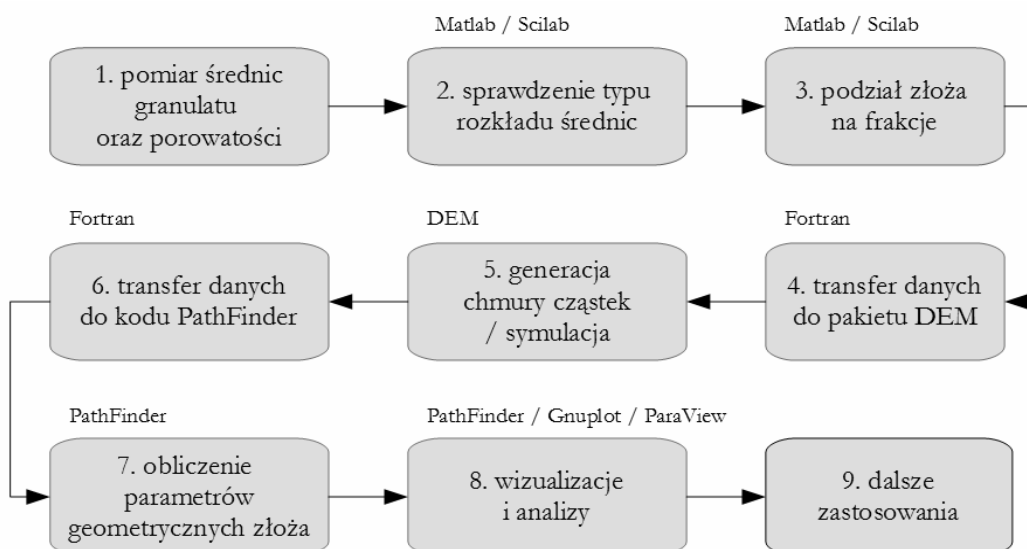 Matlab / Scilab
Matlab / Scilab
1. pomiar średnic
granulatu
oraz porowatości
2. sprawdzenie typu
rozkładu średnic
3. podział złoża
na frakcje
Fortran
DEM
Fortran
6. transfer danych
do kodu PathFinder
5. generacja
chmury cząstek
/ symulacja
4. transfer danych
do pakietu DEM
PathFinder
PathFinder / Gnuplot / ParaView
7. obliczenie
parametrów
geometrycznych złoża
8. wizualizacje
i analizy
9. dalsze
zastosowania